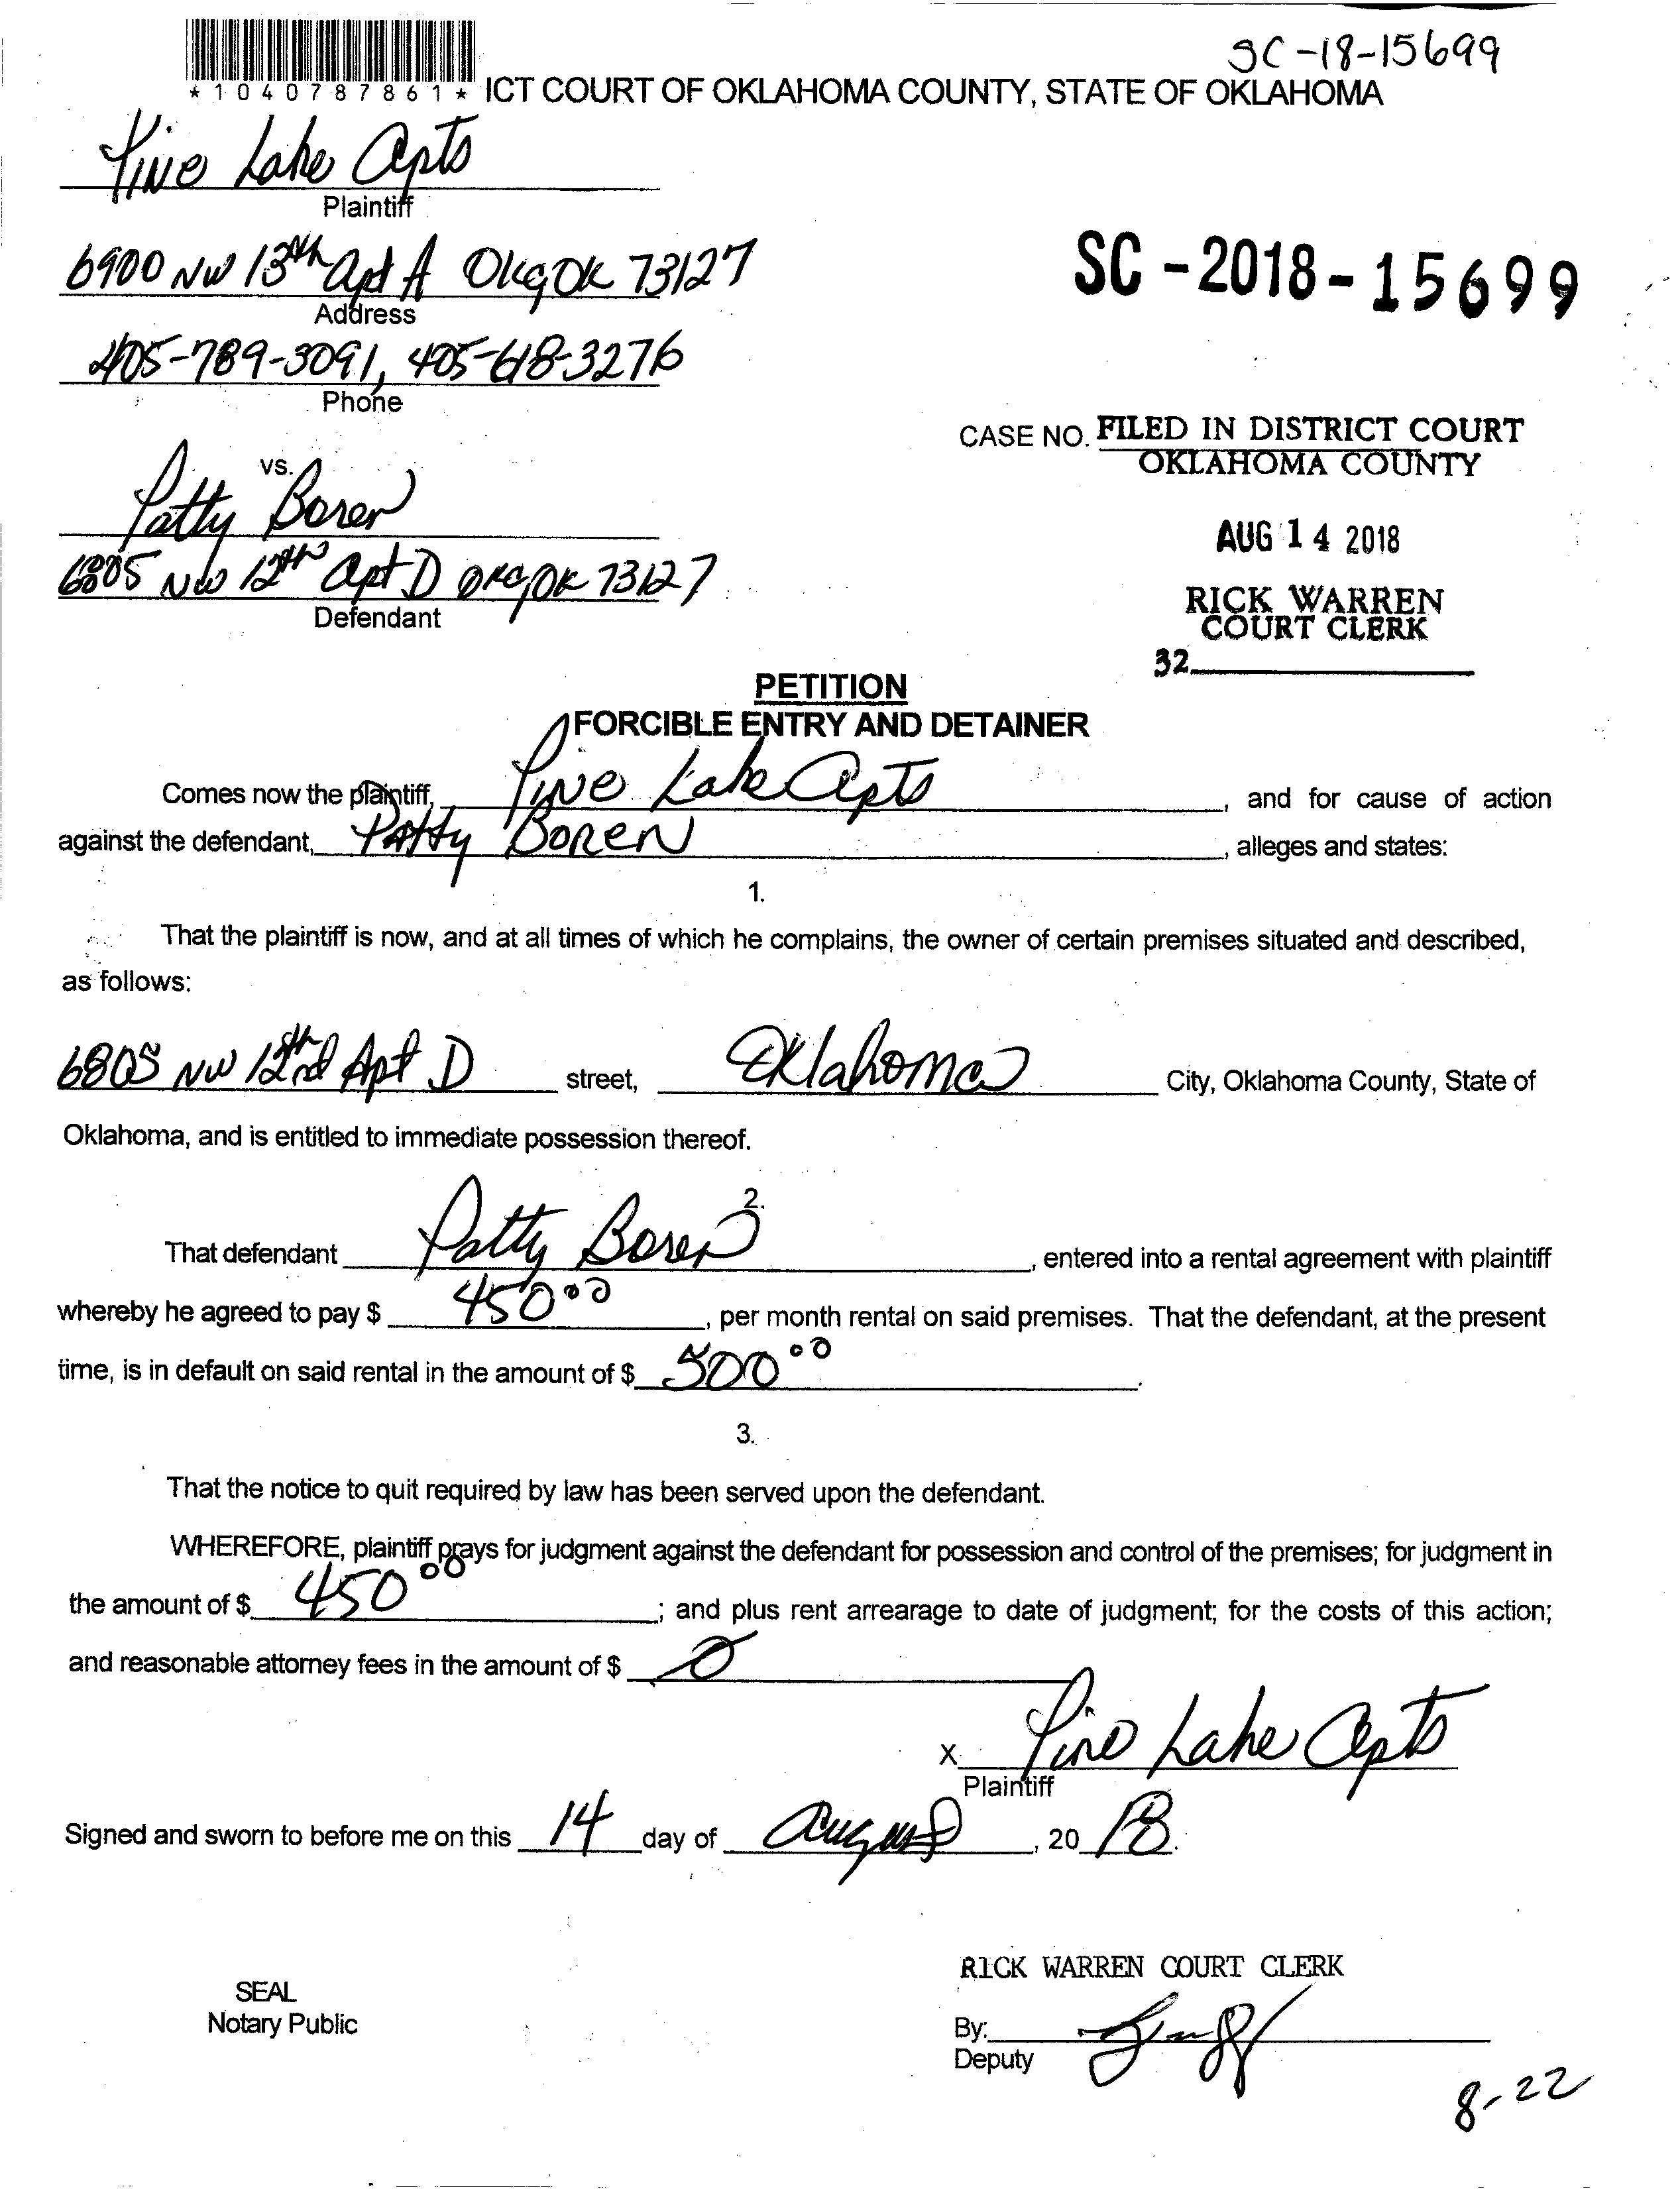 SC-18-15699
*1040787861* ICT COURT OF OKLAHOMA COUNTY, STATE OF OKLAHOMA
Pine Lake Apts
Plaintiff
6900 NW 13th Apt A OKC OK 73127
Address
SC-2018-15699
405-789-3091, 405-618-3276
Phone
CASE NO. FILED IN DISTRICT COURT
OKLAHOMA COUNTY
vs.
Patty Boren
AUG 14 2018
6805 NW 12th Apt D OKC OK 73127
Defendant
RICK WARREN
COURT CLERK
32
PETITION
FORCIBLE ENTRY AND DETAINER
Comes now the plaintiff, Pine Lake Apts, and for cause of action
against the defendant, Patty Boren, alleges and states:
1.
That the plaintiff is now, and at all times of which he complains, the owner of certain premises situated and described,
as follows:
6805 NW 12th Apt D street, Oklahoma City, Oklahoma County, State of
Oklahoma, and is entitled to immediate possession thereof.
2.
That defendant Patty Boren, entered into a rental agreement with plaintiff
whereby he agreed to pay $ 450.00, per month rental on said premises. That the defendant, at the present
time, is in default on said rental in the amount of $ 500.00.
3.
That the notice to quit required by law has been served upon the defendant.
WHEREFORE, plaintiff prays for judgment against the defendant for possession and control of the premises; for judgment in
the amount of $ 450.00; and plus rent arrearage to date of judgment; for the costs of this action;
and reasonable attorney fees in the amount of $ 0
X Pine Lake Apts
Plaintiff
Signed and sworn to before me on this 14 day of August, 20 18.
RICK WARREN COURT CLERK
SEAL
Notary Public
By:
Deputy
8-22